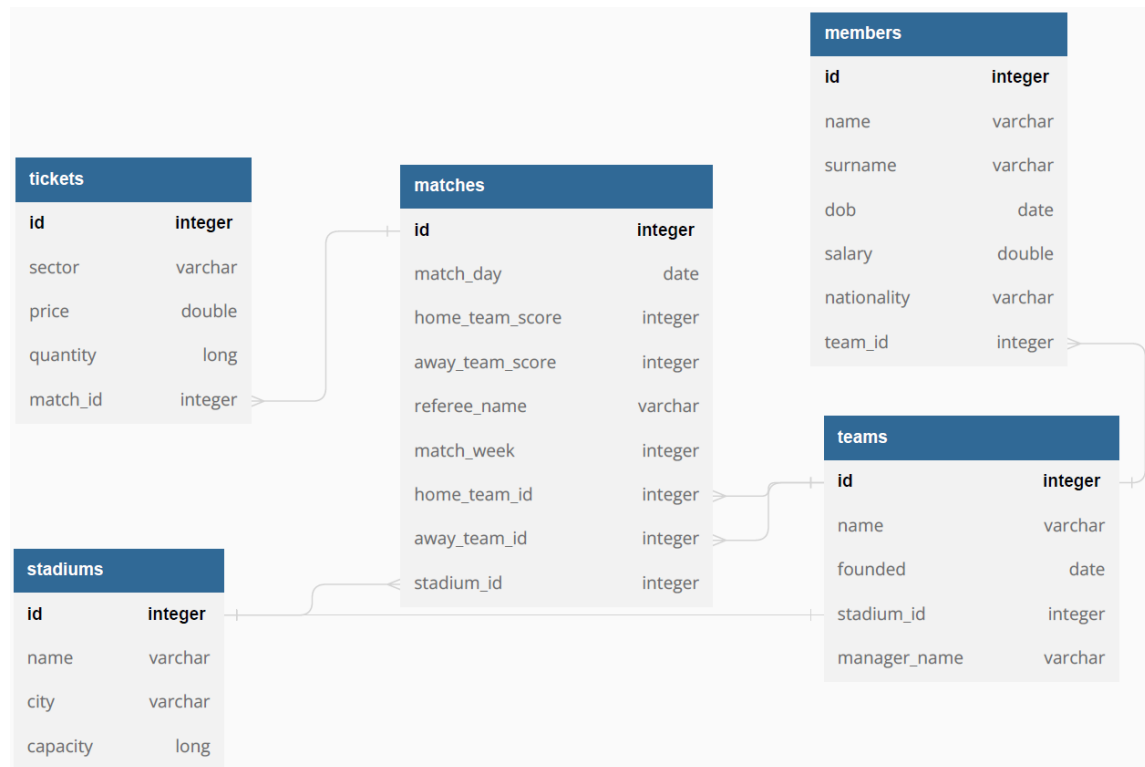 tickets
id integer
sector varchar
price double
quantity long
match_id integer
stadiums
id integer
name varchar
city varchar
capacity long
matches
id integer
match_day date
home_team_score integer
away_team_score integer
referee_name varchar
match_week integer
home_team_id integer
away_team_id integer
stadium_id integer
members
id integer
name varchar
surname varchar
dob date
salary double
nationality varchar
team_id integer
teams
id integer
name varchar
founded date
stadium_id integer
manager_name varchar